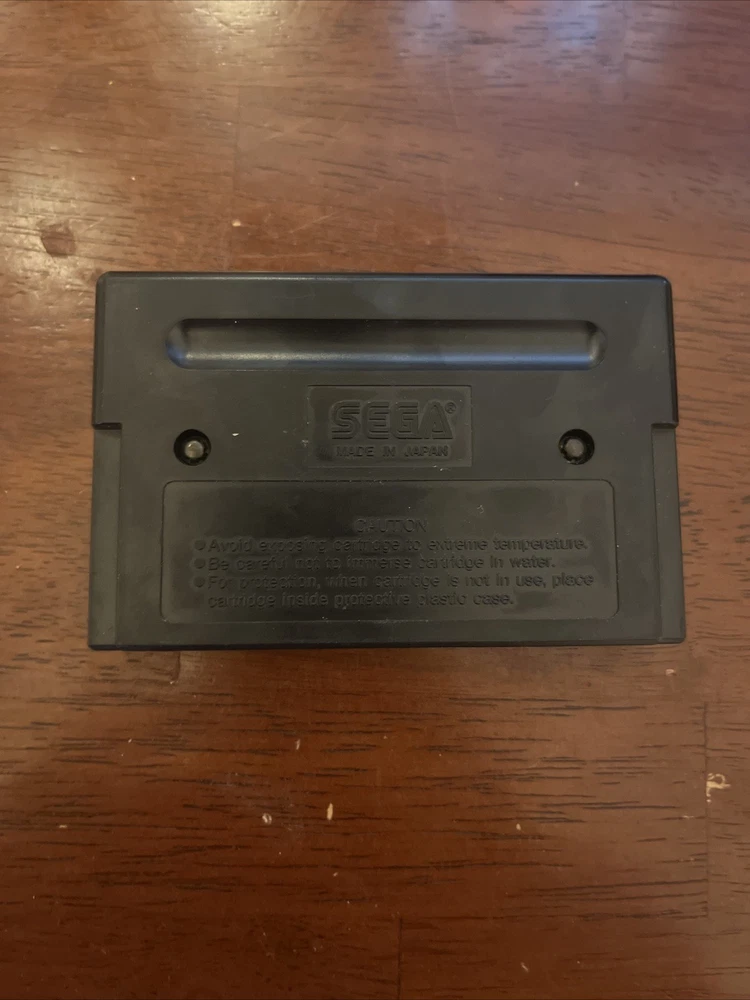 SEGA®
MADE IN JAPAN
CAUTION
●Avoid exposing cartridge to extreme temperature.
●Be careful not to immerse cartridge in water.
●For protection, when cartridge is not in use, place
cartridge inside protective plastic case.